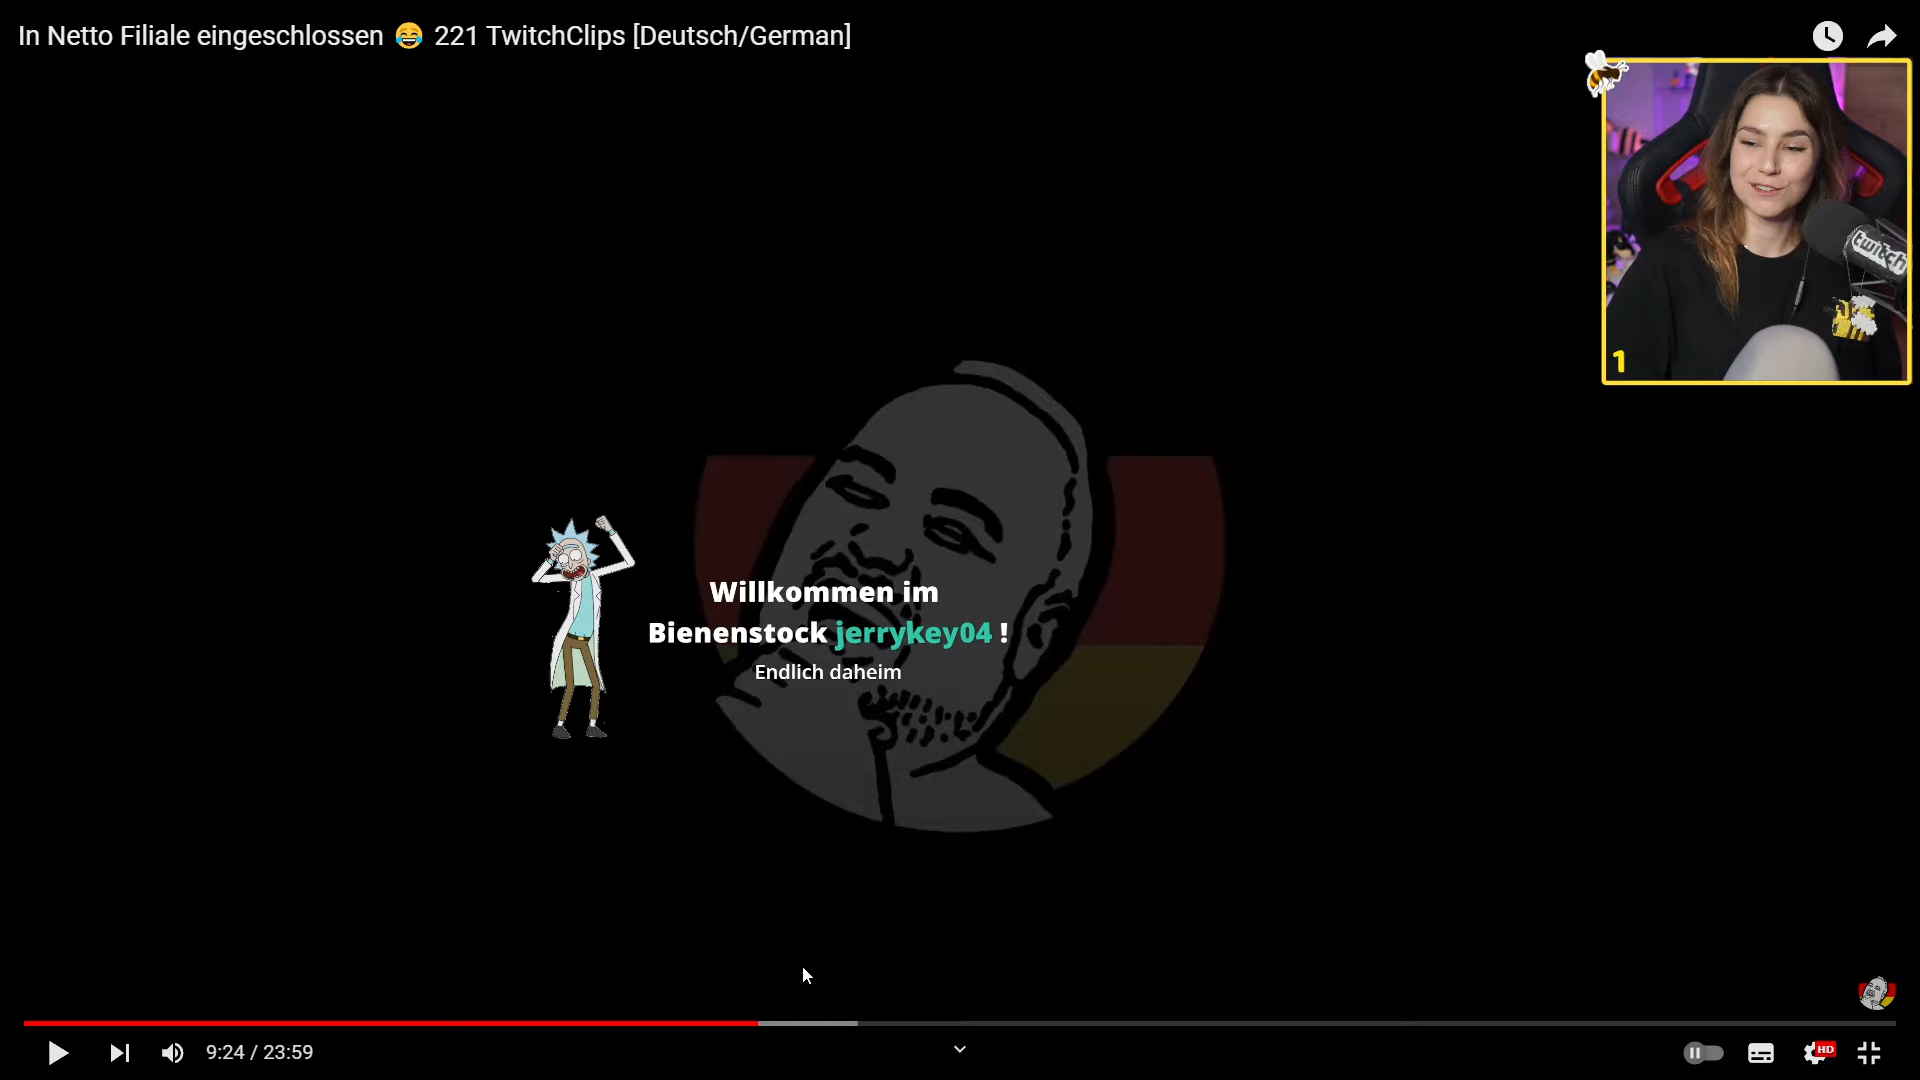 In Netto Filiale eingeschlossen 😂 221 TwitchClips [Deutsch/German]
twitch
1
Willkommen im
Bienenstock jerrykey04 !
Endlich daheim
9:24 / 23:59
HD